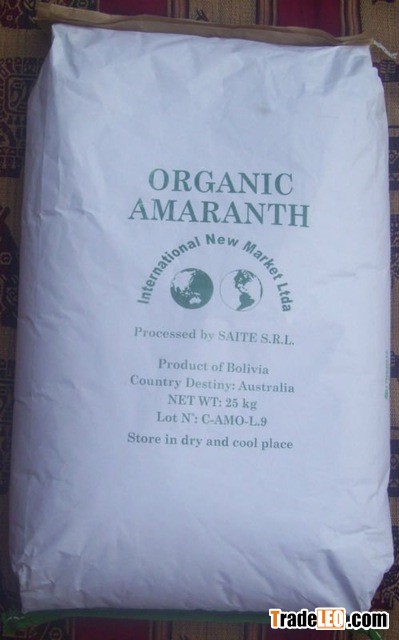 ORGANIC
AMARANTH
International New Market Ltda
Processed by SAITE S.R.L.
Product of Bolivia
Country Destiny: Australia
NET WT: 25 kg
Lot N°: C-AMO-L.9
Store in dry and cool place
TradeLEO.com